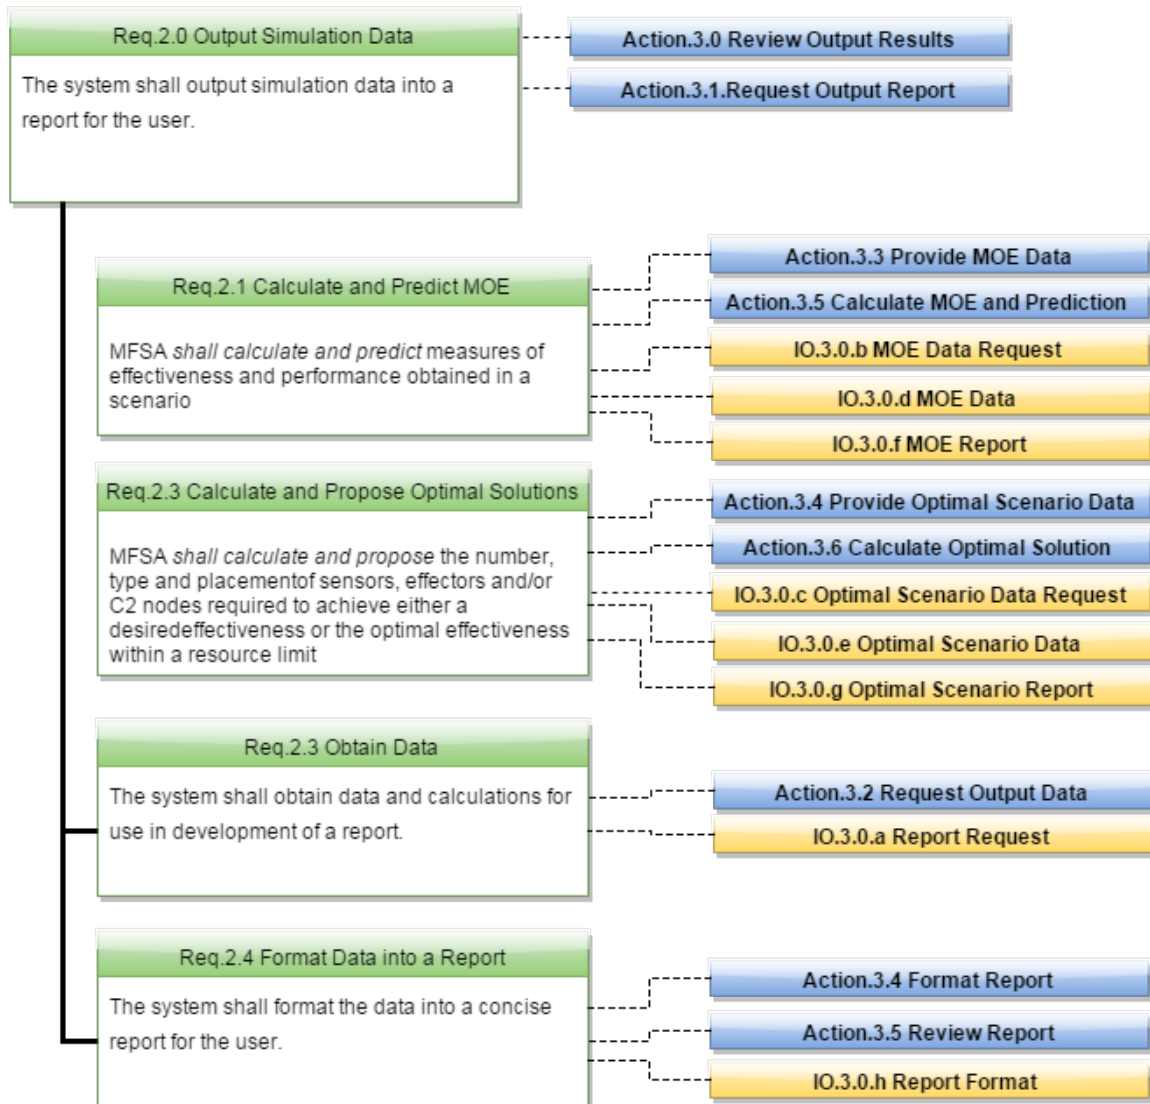 Req.2.0 Output Simulation Data
The system shall output simulation data into a
report for the user.
Action.3.0 Review Output Results
Action.3.1.Request Output Report
Req.2.1 Calculate and Predict MOE
MFSA shall calculate and predict measures of
effectiveness and performance obtained in a
scenario
Action.3.3 Provide MOE Data
Action.3.5 Calculate MOE and Prediction
IO.3.0.b MOE Data Request
IO.3.0.d MOE Data
IO.3.0.f MOE Report
Req.2.3 Calculate and Propose Optimal Solutions
MFSA shall calculate and propose the number,
type and placementof sensors, effectors and/or
C2 nodes required to achieve either a
desiredeffectiveness or the optimal effectiveness
within a resource limit
Action.3.4 Provide Optimal Scenario Data
Action.3.6 Calculate Optimal Solution
IO.3.0.c Optimal Scenario Data Request
IO.3.0.e Optimal Scenario Data
IO.3.0.g Optimal Scenario Report
Req.2.3 Obtain Data
The system shall obtain data and calculations for
use in development of a report.
Action.3.2 Request Output Data
IO.3.0.a Report Request
Req.2.4 Format Data into a Report
The system shall format the data into a concise
report for the user.
Action.3.4 Format Report
Action.3.5 Review Report
IO.3.0.h Report Format